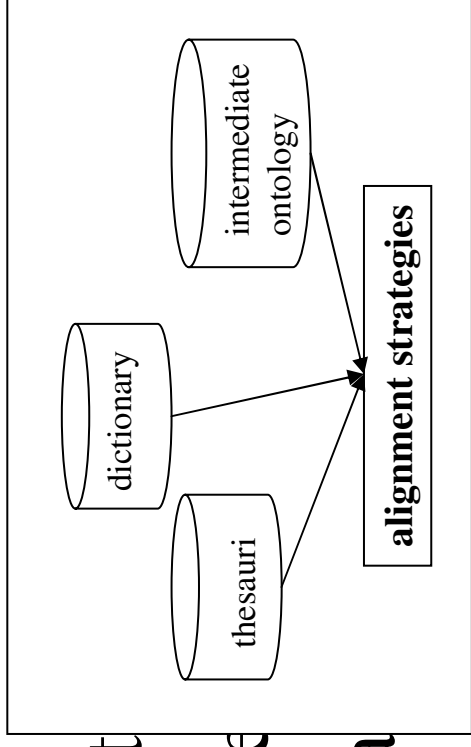 dictionary
thesauri
intermediate
ontology
alignment strategies